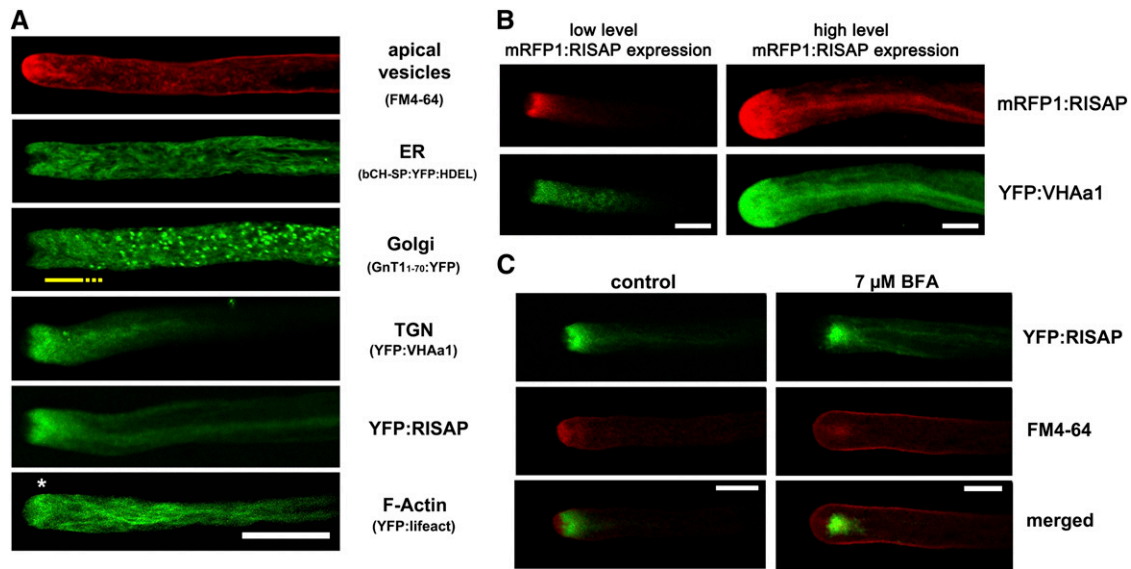 A
apical
vesicles
(FM4-64)
ER
(bCH-SP:YFP:HDEL)
Golgi
(GnT1₁₋₇₀:YFP)
TGN
(YFP:VHAa1)
YFP:RISAP
*
F-Actin
(YFP:lifeact)
B
low level
mRFP1:RISAP expression
high level
mRFP1:RISAP expression
mRFP1:RISAP
YFP:VHAa1
C
control
7 µM BFA
YFP:RISAP
FM4-64
merged